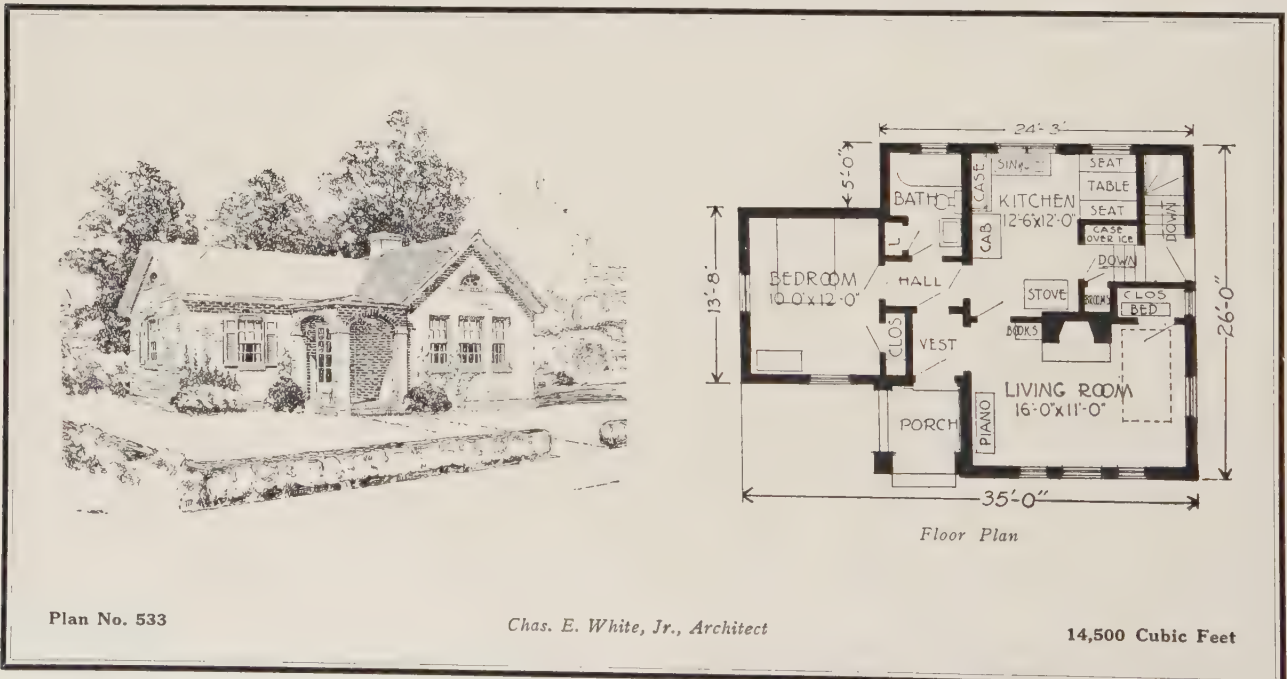 24'-3"
5'-0"
SINK
SEAT
CASE
BATH
KITCHEN
12'-6"x12'-0"
TABLE
SEAT
CAB
CASE
OVER ICE
DOWN
DOWN
L
13'-8"
BEDROOM
10'-0"x12'-0"
HALL
STOVE
BROOMS
CLOS
BED
26'-0"
CLOS
VEST
BOOKS
LIVING ROOM
16'-0"x11'-0"
PORCH
PIANO
35'-0"
Floor Plan
Plan No. 533
Chas. E. White, Jr., Architect
14,500 Cubic Feet